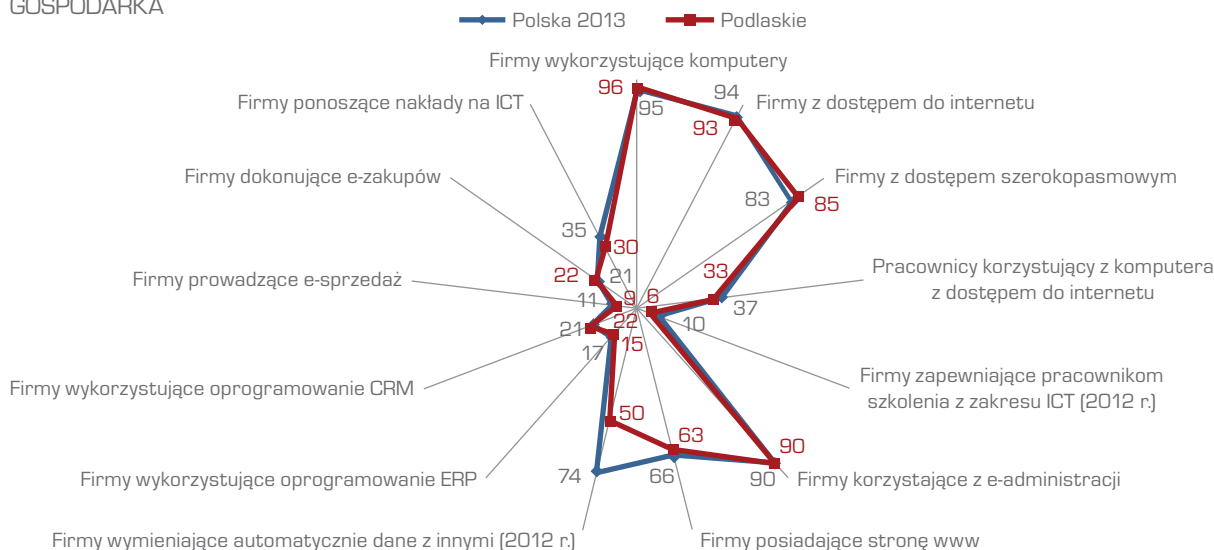 GOSPODARKA
Polska 2013 Podlaskie
Firmy wykorzystujące komputery
96
95
94
93
Firmy z dostępem do internetu
Firmy ponoszące nakłady na ICT
35
30
Firmy dokonujące e-zakupów
22
21
Firmy z dostępem szerokopasmowym
83
85
Firmy prowadzące e-sprzedaż
11
9
Pracownicy korzystujący z komputera
z dostępem do internetu
33
37
6
10
Firmy wykorzystujące oprogramowanie CRM
21
22
Firmy zapewniające pracownikom
szkolenia z zakresu ICT (2012 r.)
17
15
Firmy wykorzystujące oprogramowanie ERP
50
74
63
66
90
90
Firmy korzystające z e-administracji
Firmy wymieniające automatycznie dane z innymi (2012 r.)
Firmy posiadające stronę www